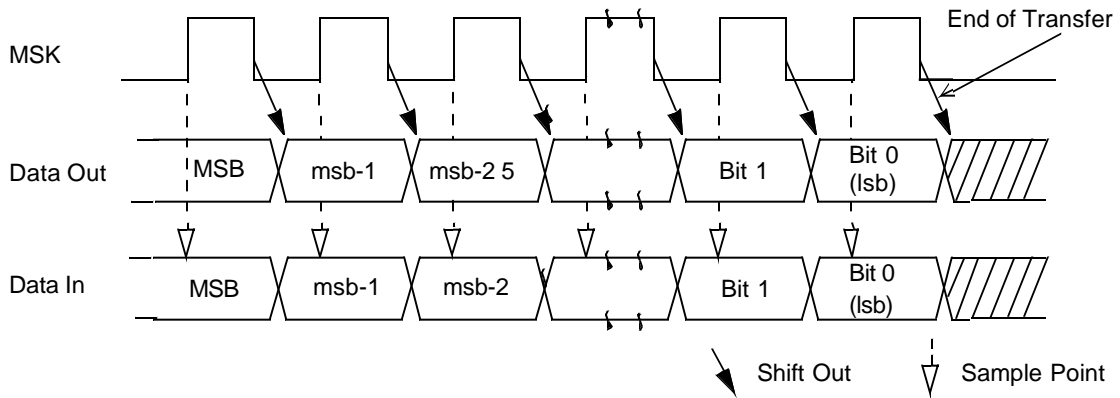 End of Transfer
MSK
Data Out
MSB
msb-1
msb-2 5
Bit 1
Bit 0
(lsb)
Data In
MSB
msb-1
msb-2
Bit 1
Bit 0
(lsb)
Shift Out
Sample Point